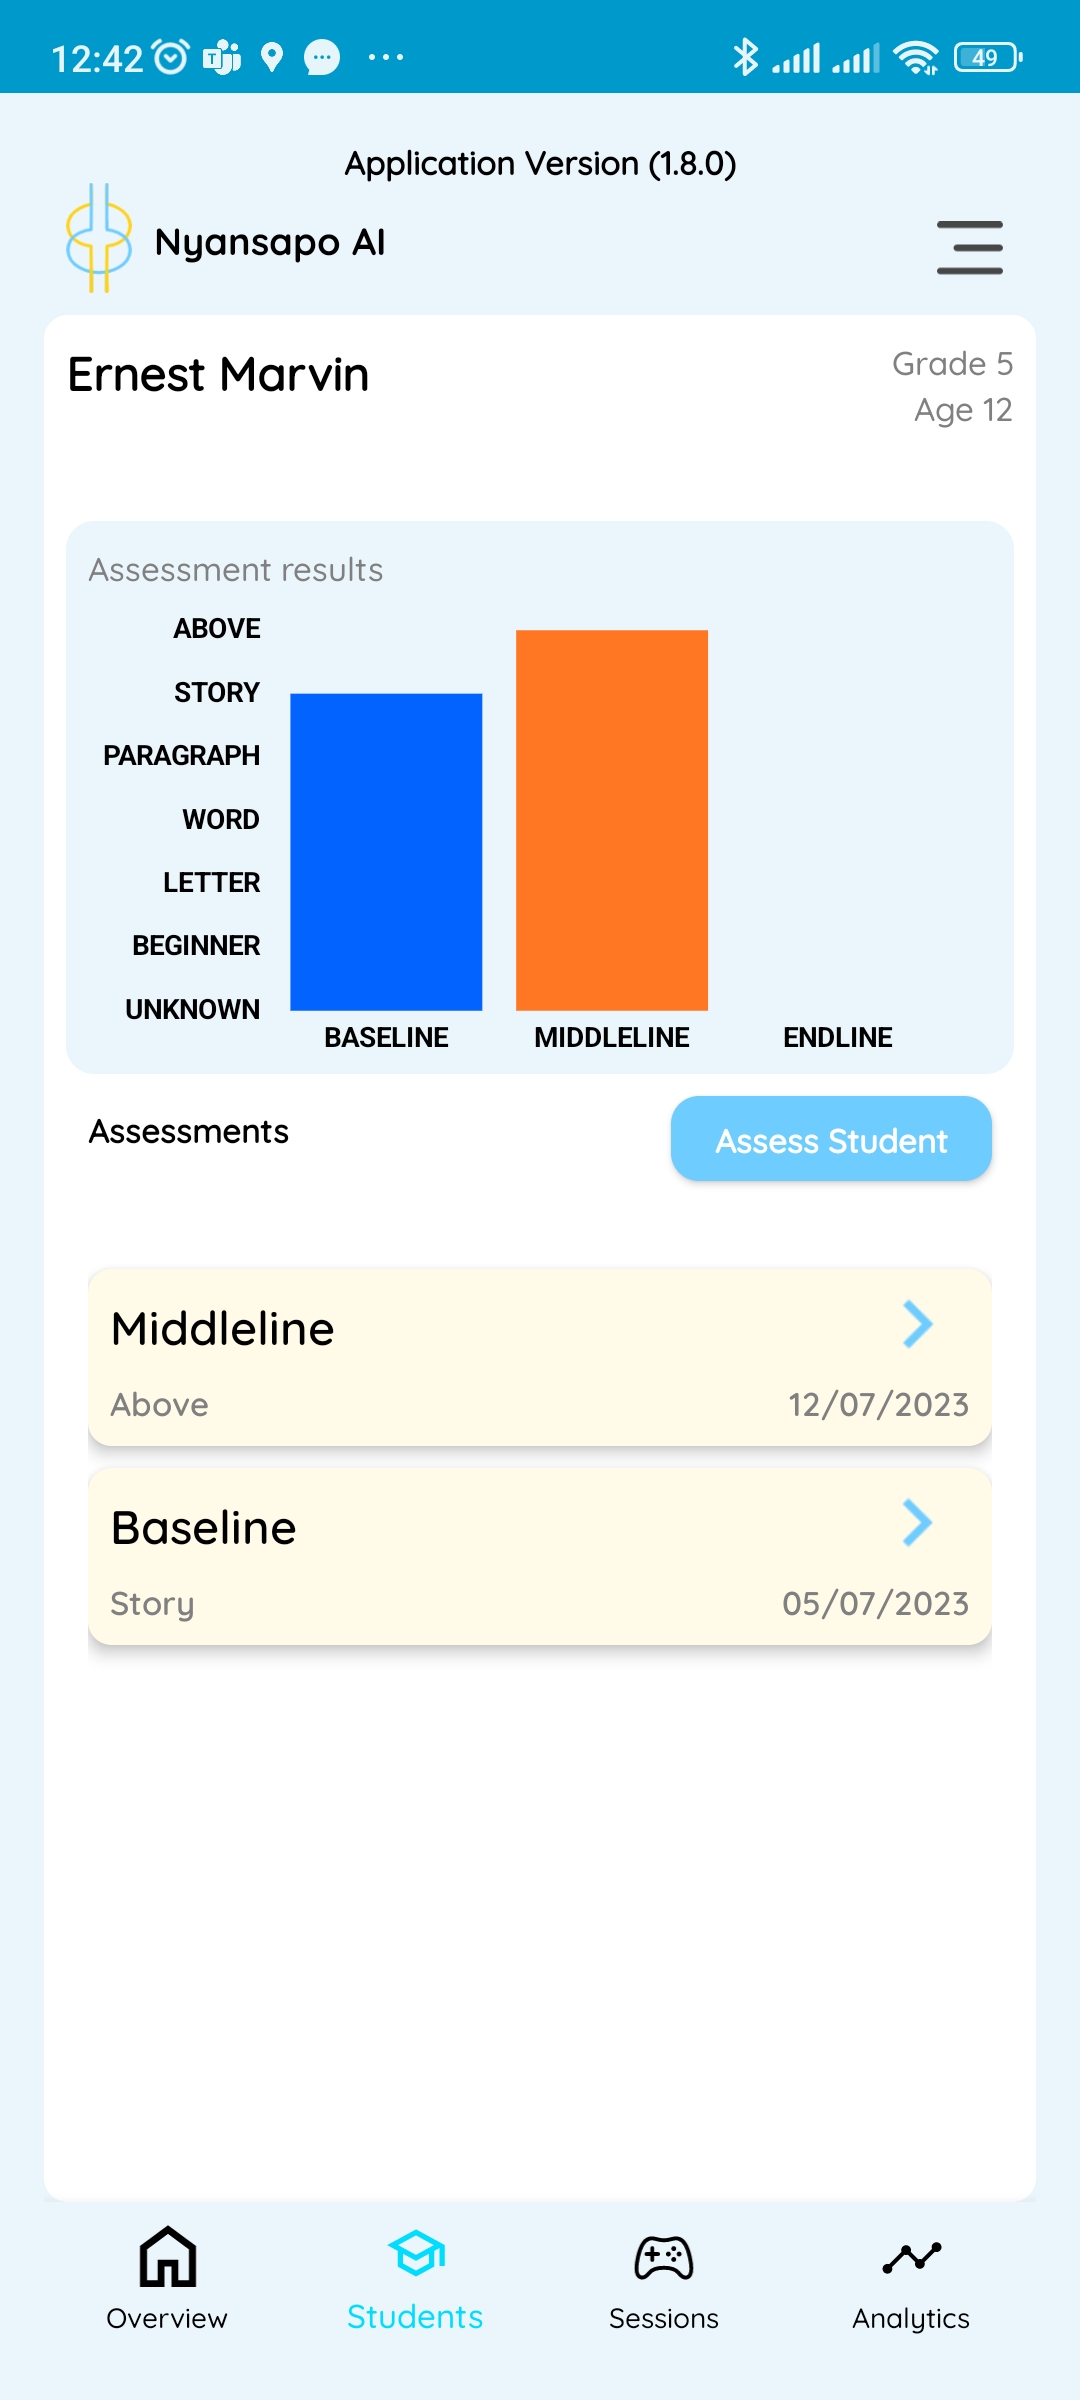 12:42
49
Application Version (1.8.0)
Nyansapo AI
Ernest Marvin
Grade 5
Age 12
Assessment results
ABOVE
STORY
PARAGRAPH
WORD
LETTER
BEGINNER
UNKNOWN
BASELINE MIDDLELINE ENDLINE
Assessments
Assess Student
Middleline
Above 12/07/2023
Baseline
Story 05/07/2023
Overview Students Sessions Analytics